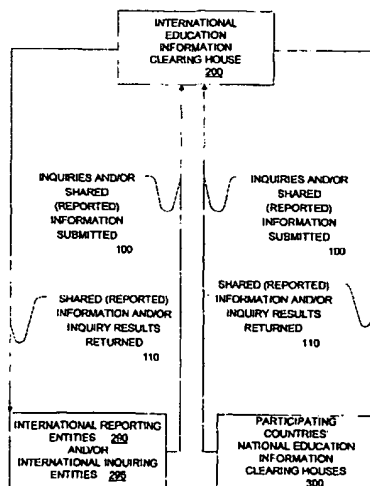 INTERNATIONAL
EDUCATION
INFORMATION
CLEARING HOUSE
200
INQUIRIES AND/OR
SHARED
(REPORTED)
INFORMATION
SUBMITTED
100
INQUIRIES AND/OR
SHARED
(REPORTED)
INFORMATION
SUBMITTED
100
SHARED (REPORTED)
INFORMATION AND/OR
INQUIRY RESULTS
RETURNED
110
SHARED (REPORTED)
INFORMATION AND/OR
INQUIRY RESULTS
RETURNED
110
INTERNATIONAL REPORTING
ENTITIES 290
AND/OR
INTERNATIONAL INQUIRING
ENTITIES 295
PARTICIPATING
COUNTRIES'
NATIONAL EDUCATION
INFORMATION
CLEARING HOUSES
300